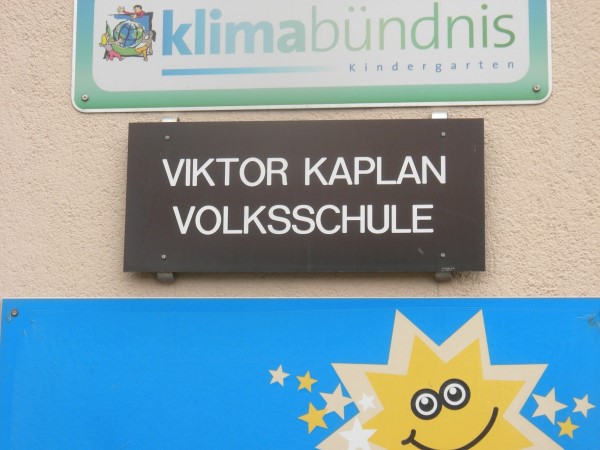 klimabündnis
Kindergarten
VIKTOR KAPLAN
VOLKSSCHULE